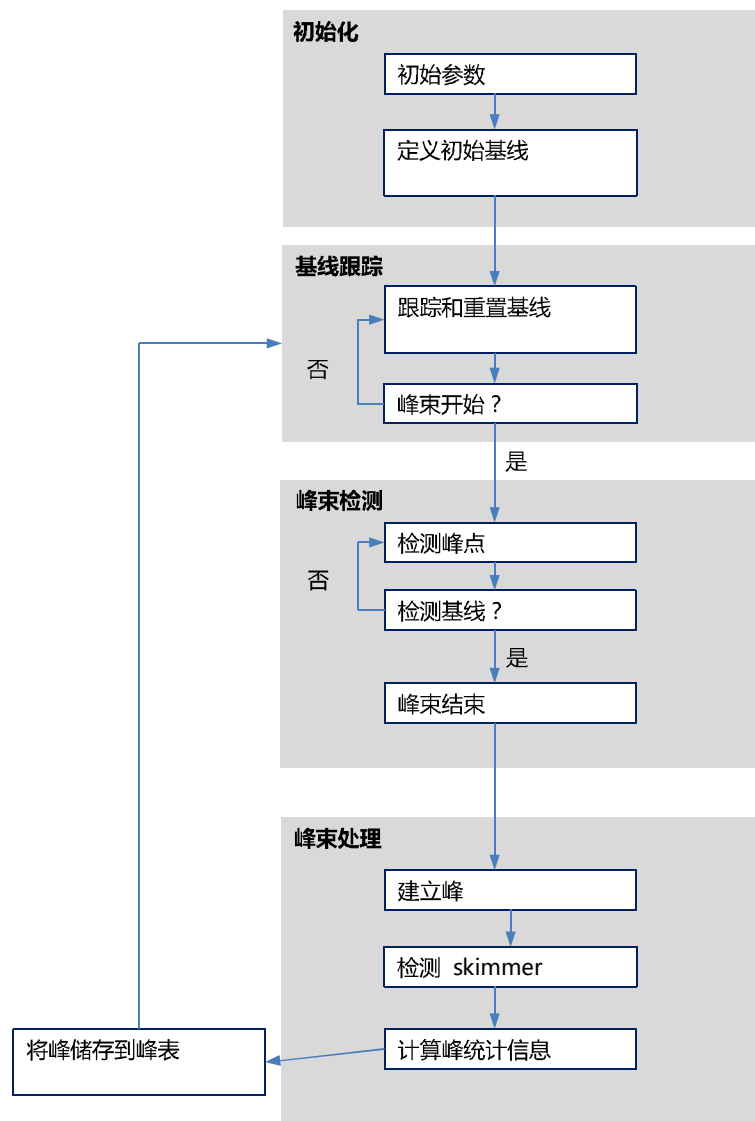 初始化
初始参数
定义初始基线
基线跟踪
跟踪和重置基线
否
峰束开始？
是
峰束检测
检测峰点
否
检测基线？
是
峰束结束
峰束处理
建立峰
检测 skimmer
计算峰统计信息
将峰储存到峰表